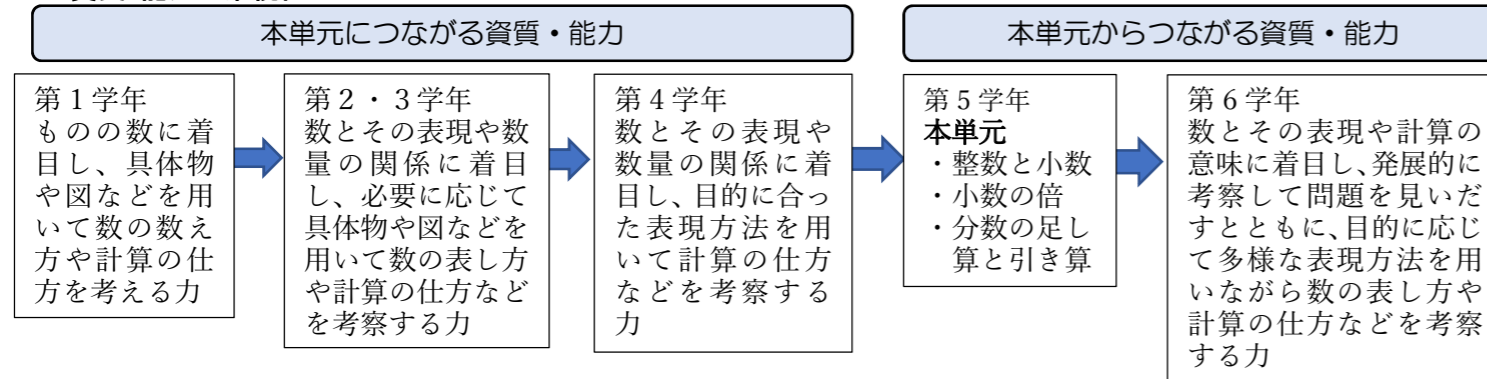 本単元につながる資質・能力
本単元からつながる資質・能力
第1学年
ものの数に着
目し、具体物
や図などを用
いて数の数え
方や計算の仕
方を考える力
第2・3学年
数とその表現や数
量の関係に着目
し、必要に応じて
具体物や図などを
用いて数の表し方
や計算の仕方など
を考察する力
第4学年
数とその表現や
数量の関係に着
目し、目的に合っ
た表現方法を用
いて計算の仕方
などを考察する
力
第5学年
本単元
・整数と小数
・小数の倍
・分数の足し
算と引き算
第6学年
数とその表現や計算の
意味に着目し、発展的に
考察して問題を見いだ
すとともに、目的に応じ
て多様な表現方法を用
いながら数の表し方や
計算の仕方などを考察
する力